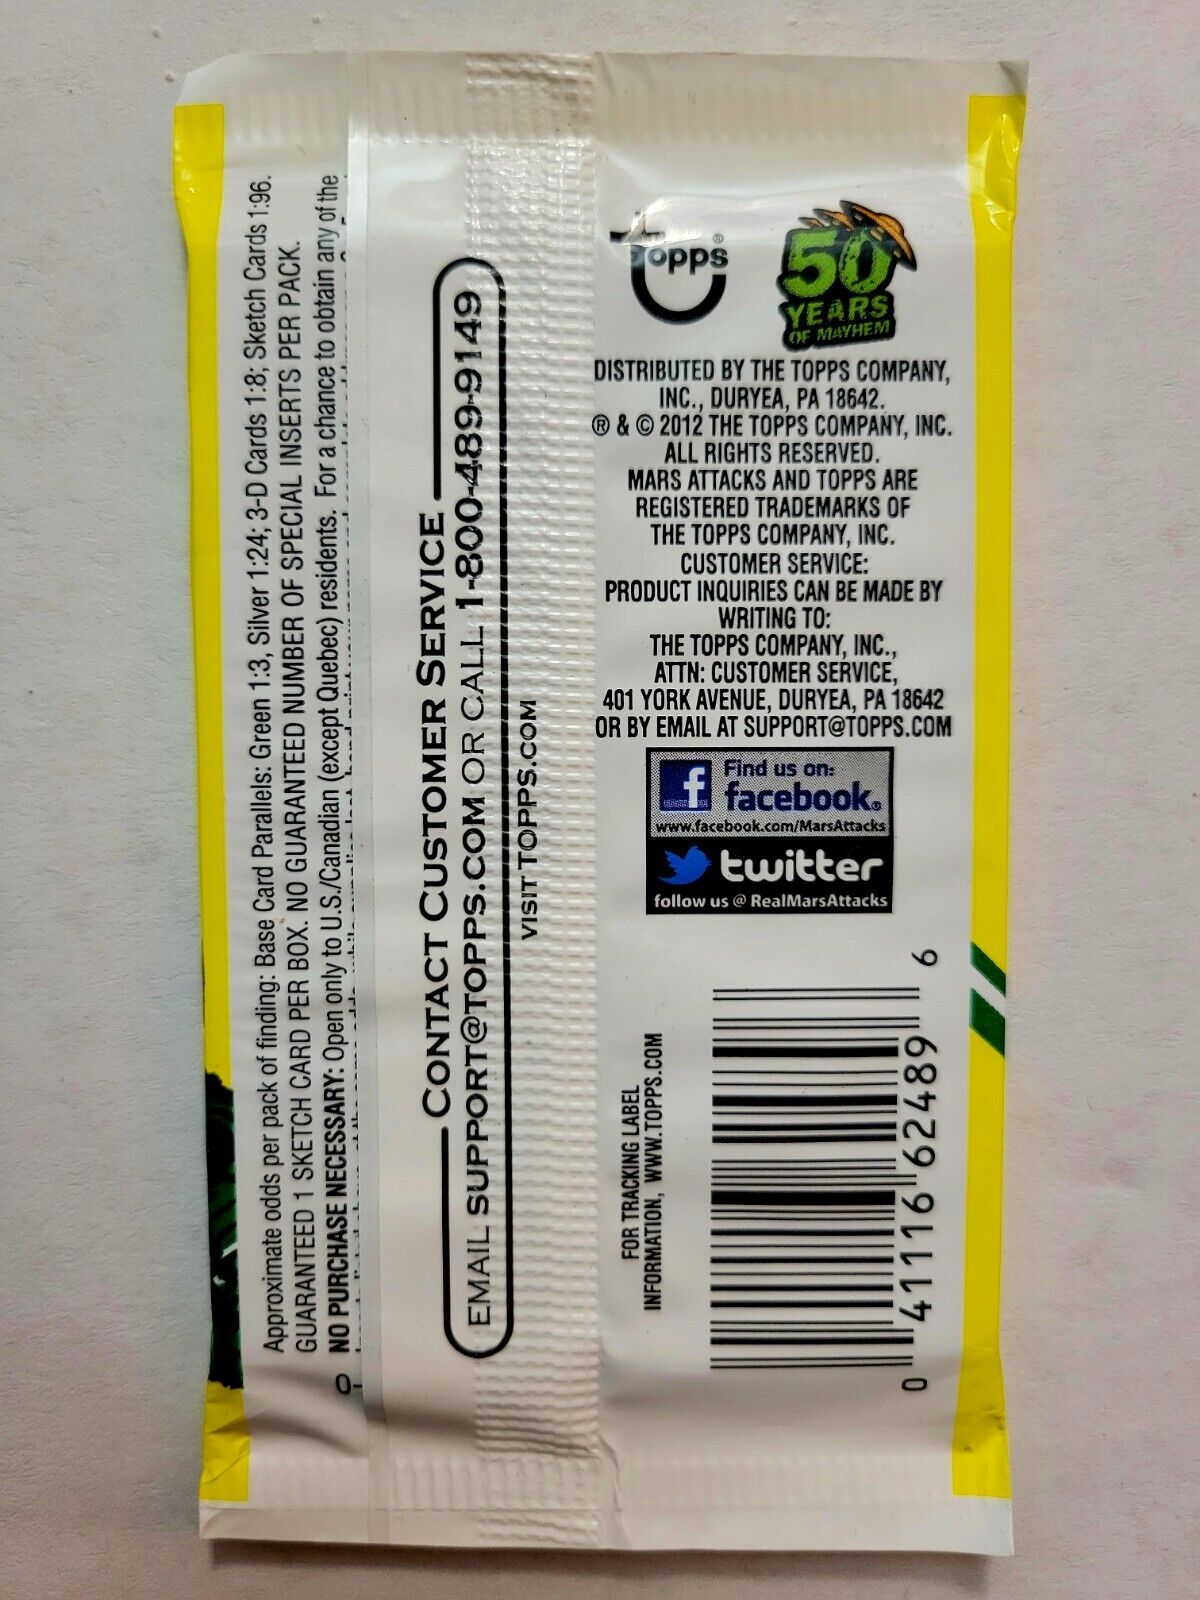 Approximate odds per pack of finding: Base Card Parallels: Green 1:3, Silver 1:24; 3-D Cards 1:8; Sketch Cards 1:96.
GUARANTEED 1 SKETCH CARD PER BOX. NO GUARANTEED NUMBER OF SPECIAL INSERTS PER PACK.
NO PURCHASE NECESSARY: Open only to U.S./Canadian (except Quebec) residents. For a chance to obtain any of the
CONTACT CUSTOMER SERVICE
EMAIL SUPPORT@TOPPS.COM OR CALL 1-800-489-9149
VISIT TOPPS.COM
Topps®
50
YEARS
OF MAYHEM
DISTRIBUTED BY THE TOPPS COMPANY,
INC., DURYEA, PA 18642.
® & © 2012 THE TOPPS COMPANY, INC.
ALL RIGHTS RESERVED.
MARS ATTACKS AND TOPPS ARE
REGISTERED TRADEMARKS OF
THE TOPPS COMPANY, INC.
CUSTOMER SERVICE:
PRODUCT INQUIRIES CAN BE MADE BY
WRITING TO:
THE TOPPS COMPANY, INC.,
ATTN: CUSTOMER SERVICE,
401 YORK AVENUE, DURYEA, PA 18642
OR BY EMAIL AT SUPPORT@TOPPS.COM
f
Find us on:
facebook®
www.facebook.com/MarsAttacks
twitter
follow us @ RealMarsAttacks
FOR TRACKING LABEL
INFORMATION, WWW.TOPPS.COM
0 41116 62489 6